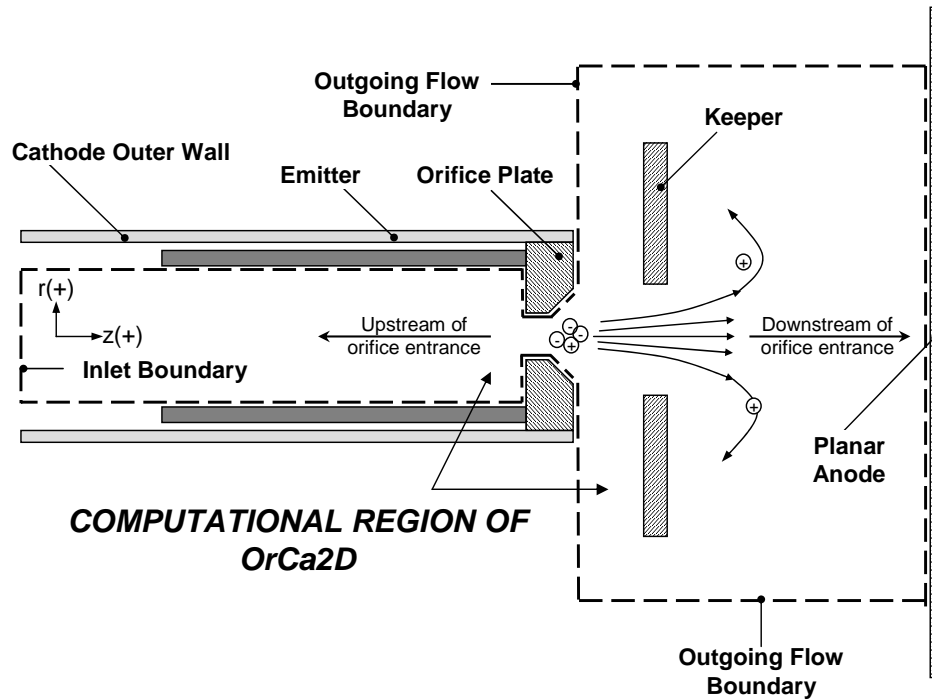 Outgoing Flow
Boundary
Keeper
Cathode Outer Wall
Emitter
Orifice Plate
r(+)
z(+)
Upstream of
orifice entrance
Downstream of
orifice entrance
Inlet Boundary
+
-
-
-
+
+
Planar
Anode
COMPUTATIONAL REGION OF
OrCa2D
Outgoing Flow
Boundary